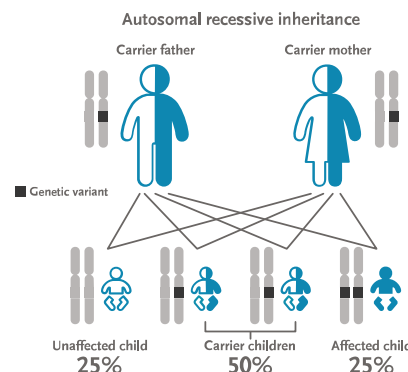 Autosomal recessive inheritance
Carrier father
Carrier mother
Genetic variant
Unaffected child
25%
Carrier children
50%
Affected child
25%